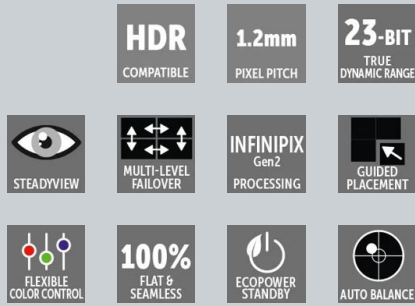 HDR
COMPATIBLE
1.2mm
PIXEL PITCH
23-BIT
TRUE
DYNAMIC RANGE
STEADYVIEW
MULTI-LEVEL
FAILOVER
INFINIPIX
Gen2
PROCESSING
GUIDED
PLACEMENT
FLEXIBLE
COLOR CONTROL
100%
FLAT &
SEAMLESS
ECOPOWER
STANDBY
AUTO BALANCE